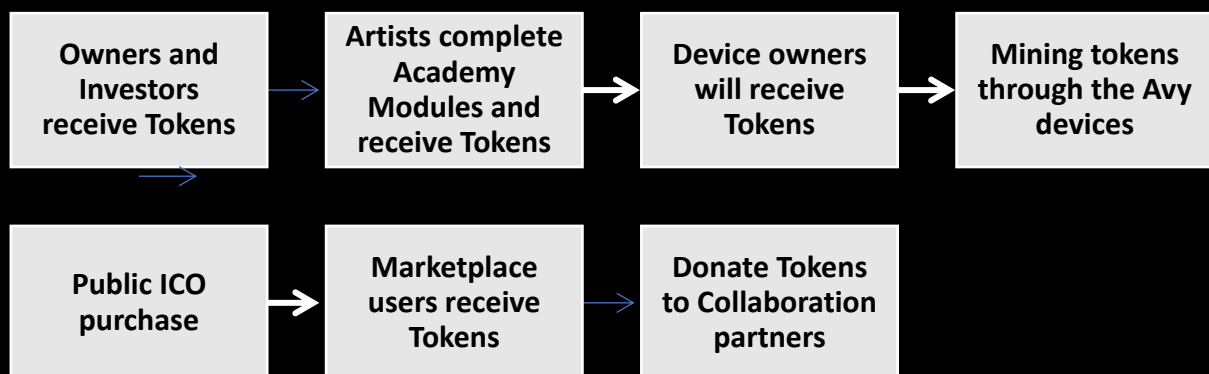 Owners and
Investors
receive Tokens
Artists complete
Academy
Modules and
receive Tokens
Device owners
will receive
Tokens
Mining tokens
through the Avy
devices
Public ICO
purchase
Marketplace
users receive
Tokens
Donate Tokens
to Collaboration
partners